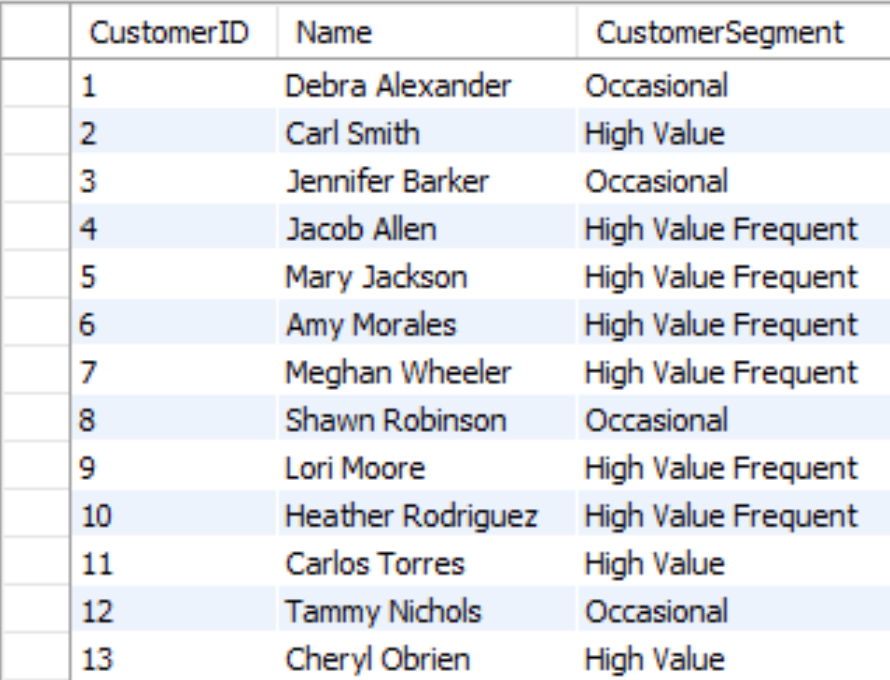 CustomerID Name CustomerSegment
1 Debra Alexander Occasional
2 Carl Smith High Value
3 Jennifer Barker Occasional
4 Jacob Allen High Value Frequent
5 Mary Jackson High Value Frequent
6 Amy Morales High Value Frequent
7 Meghan Wheeler High Value Frequent
8 Shawn Robinson Occasional
9 Lori Moore High Value Frequent
10 Heather Rodriguez High Value Frequent
11 Carlos Torres High Value
12 Tammy Nichols Occasional
13 Cheryl Obrien High Value